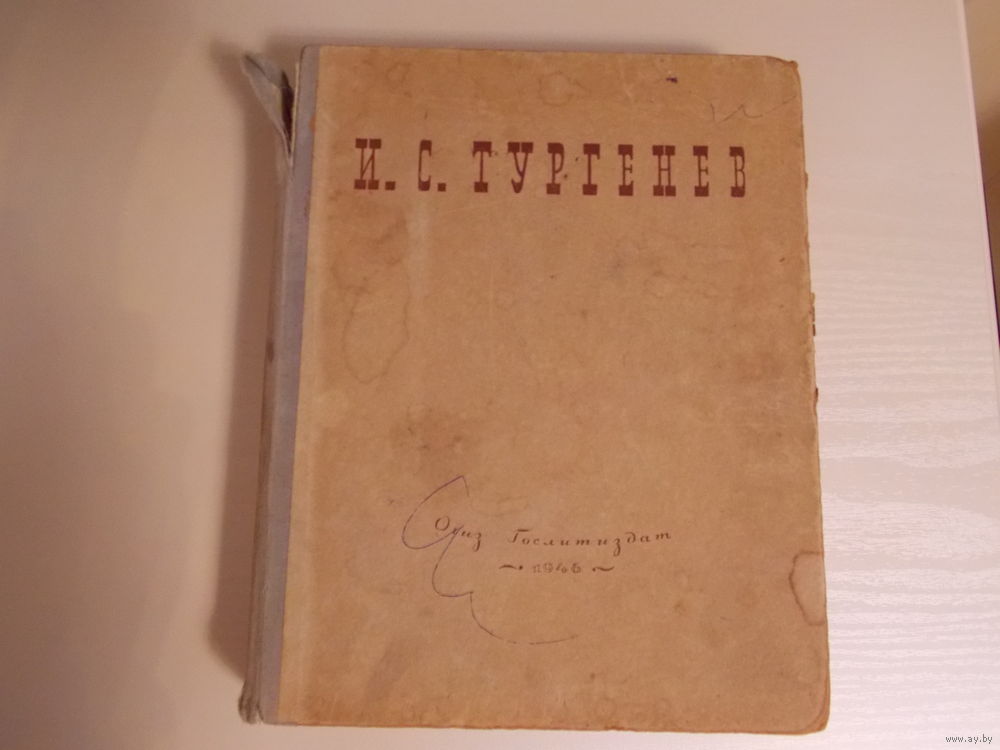 И. С. ТУРГЕНЕВ
Огиз Гослитиздат
1946
www.ay.by